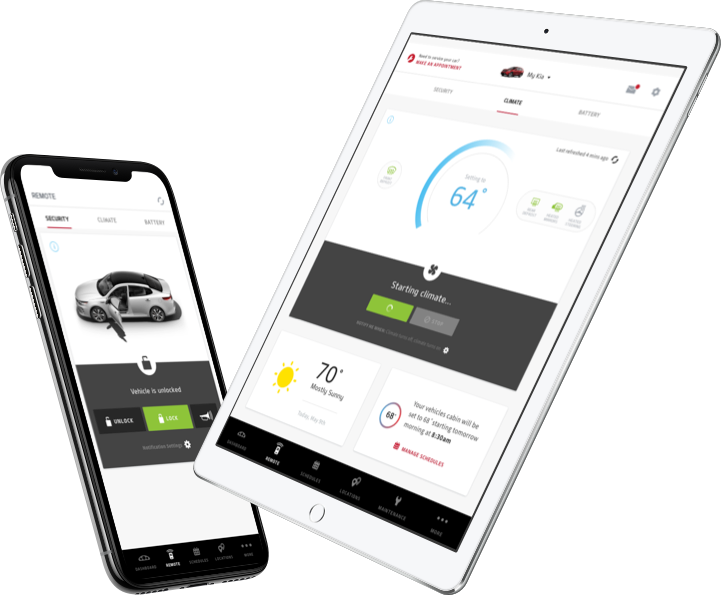 REMOTE
SECURITY
CLIMATE
BATTERY
Vehicle is unlocked
UNLOCK
LOCK
notification settings
DASHBOARD
REMOTE
SCHEDULES
LOCATIONS
MORE
Need to service your car?
MAKE AN APPOINTMENT
My Kia
SECURITY
CLIMATE
BATTERY
Last refreshed 4 mins ago
Setting to
64°
Starting climate...
STOP
70°
Mostly Sunny
Today, May 8th
68°
Your vehicles cabin will be
set to 68° starting tomorrow
morning at 8:30am
MANAGE SCHEDULES
DASHBOARD
REMOTE
SCHEDULES
LOCATIONS
MAINTENANCE
MORE